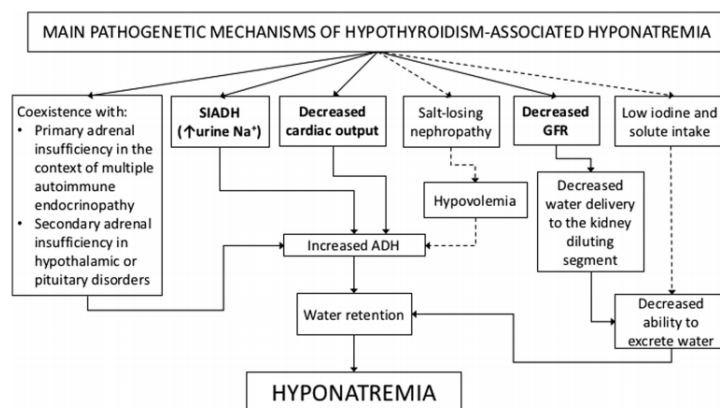 MAIN PATHOGENETIC MECHANISMS OF HYPOTHYROIDISM-ASSOCIATED HYPONATREMIA
Coexistence with:
• Primary adrenal
insufficiency in the
context of multiple
autoimmune
endocrinopathy
• Secondary adrenal
insufficiency in
hypothalamic or
pituitary disorders
SIADH
(↑urine Na⁺)
Decreased
cardiac output
Salt-losing
nephropathy
Decreased
GFR
Low iodine and
solute intake
Hypovolemia
Decreased
water delivery
to the kidney
diluting
segment
Increased ADH
Water retention
Decreased
ability to
excrete water
HYPONATREMIA